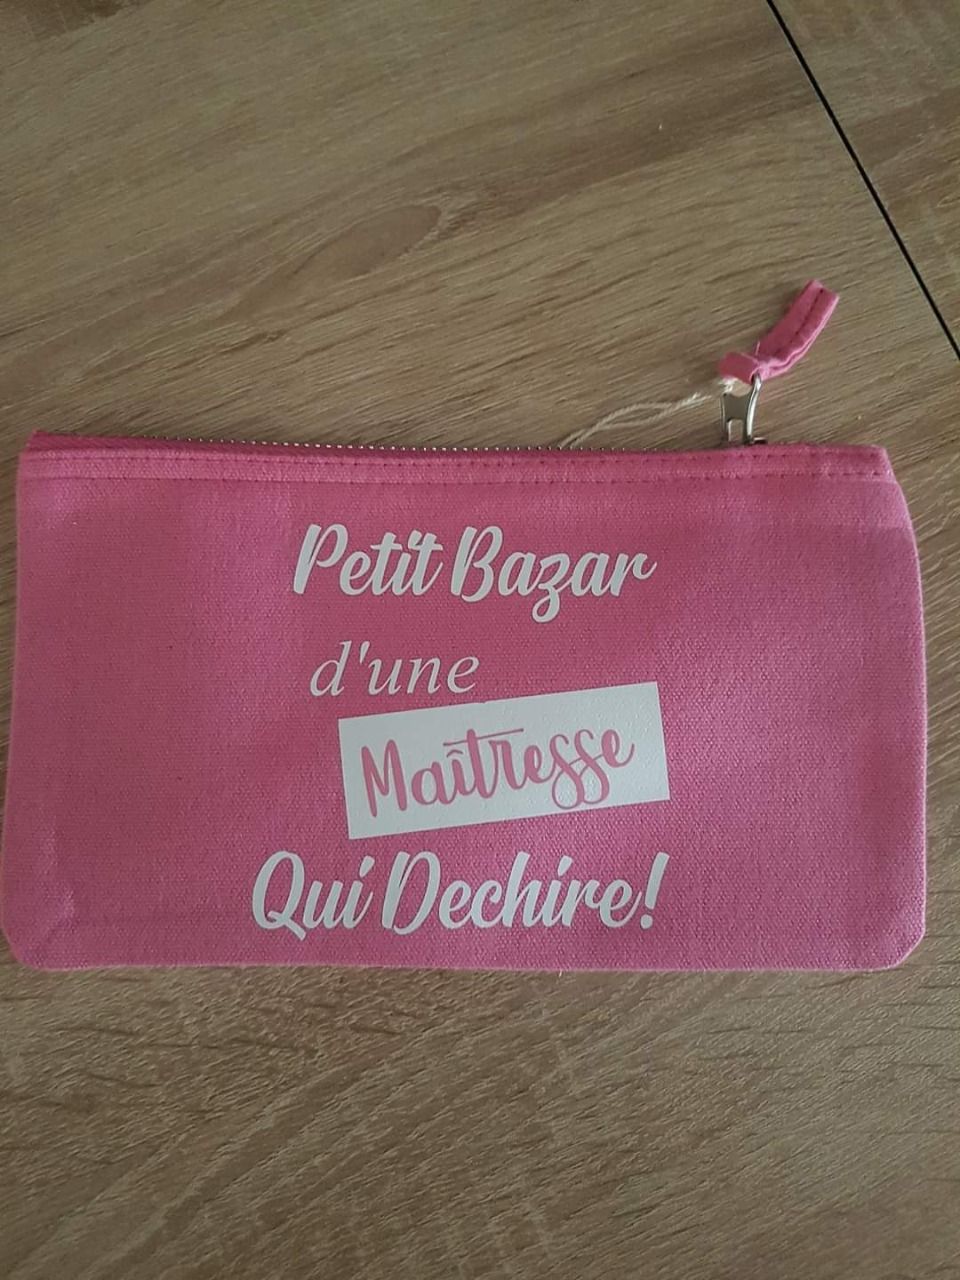 Petit Bazar
d'une
Maîtresse
Qui Dechire!